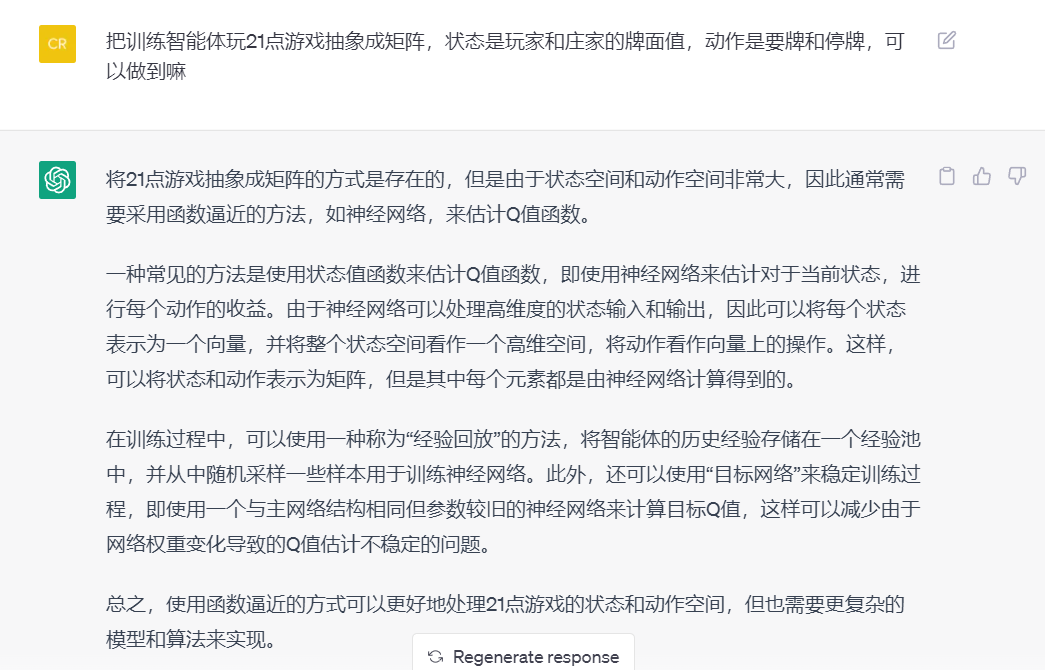 CR
把训练智能体玩21点游戏抽象成矩阵，状态是玩家和庄家的牌面值，动作是要牌和停牌，可
以做到嘛
将21点游戏抽象成矩阵的方式是存在的，但是由于状态空间和动作空间非常大，因此通常需
要采用函数逼近的方法，如神经网络，来估计Q值函数。
一种常见的方法是使用状态值函数来估计Q值函数，即使用神经网络来估计对于当前状态，进
行每个动作的收益。由于神经网络可以处理高维度的状态输入和输出，因此可以将每个状态
表示为一个向量，并将整个状态空间看作一个高维空间，将动作看作向量上的操作。这样，
可以将状态和动作表示为矩阵，但是其中每个元素都是由神经网络计算得到的。
在训练过程中，可以使用一种称为“经验回放”的方法，将智能体的历史经验存储在一个经验池
中，并从中随机采样一些样本用于训练神经网络。此外，还可以使用“目标网络”来稳定训练过
程，即使用一个与主网络结构相同但参数较旧的神经网络来计算目标Q值，这样可以减少由于
网络权重变化导致的Q值估计不稳定的问题。
总之，使用函数逼近的方式可以更好地处理21点游戏的状态和动作空间，但也需要更复杂的
模型和算法来实现。
Regenerate response